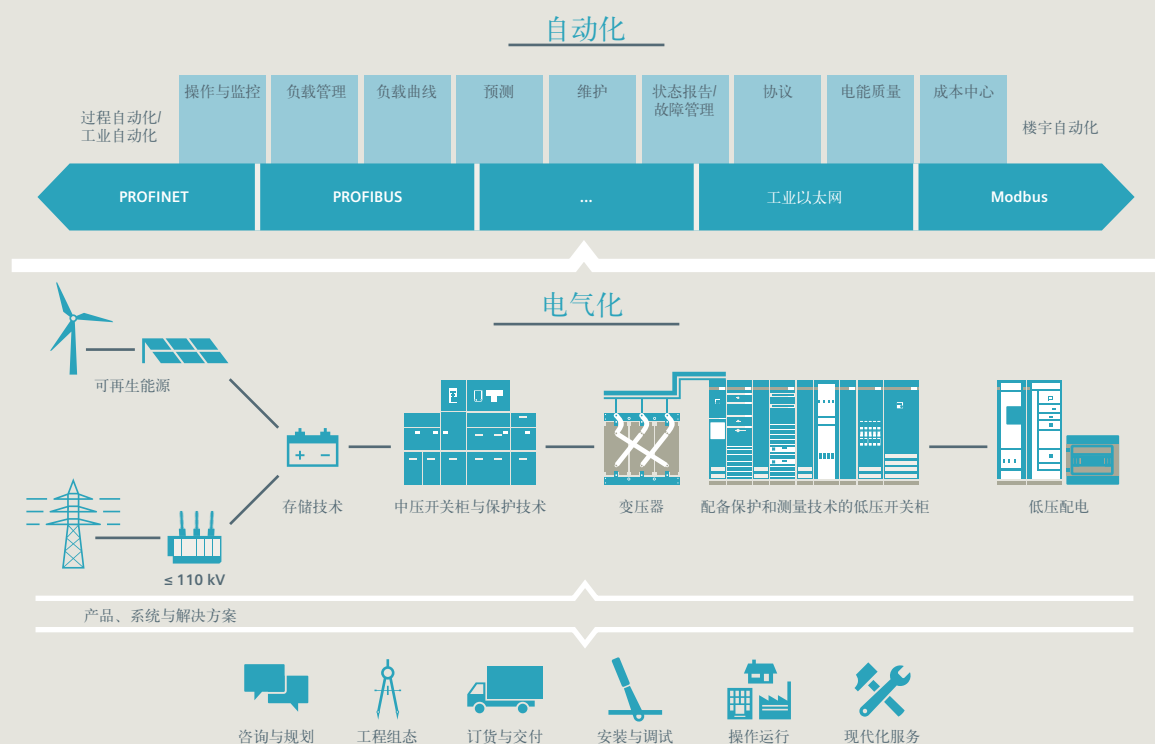 自动化
操作与监控
负载管理
负载曲线
预测
维护
状态报告/
故障管理
协议
电能质量
成本中心
过程自动化/
工业自动化
楼宇自动化
PROFINET
PROFIBUS
...
工业以太网
Modbus
电气化
可再生能源
存储技术
中压开关柜与保护技术
变压器
配备保护和测量技术的低压开关柜
低压配电
≤ 110 kV
产品、系统与解决方案
咨询与规划
工程组态
订货与交付
安装与调试
操作运行
现代化服务